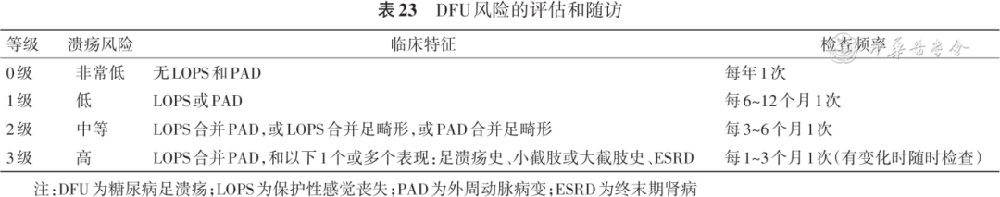 表23 DFU风险的评估和随访
等级 溃疡风险 临床特征 检查频率
0级 非常低 无LOPS和PAD 每年1次
1级 低 LOPS或PAD 每6~12个月1次
2级 中等 LOPS合并PAD,或LOPS合并足畸形,或PAD合并足畸形 每3~6个月1次
3级 高 LOPS合并PAD,和以下1个或多个表现:足溃疡史、小截肢或大截肢史、ESRD 每1~3个月1次(有变化时随时检查)
注:DFU为糖尿病足溃疡;LOPS为保护性感觉丧失;PAD为外周动脉病变;ESRD为终末期肾病